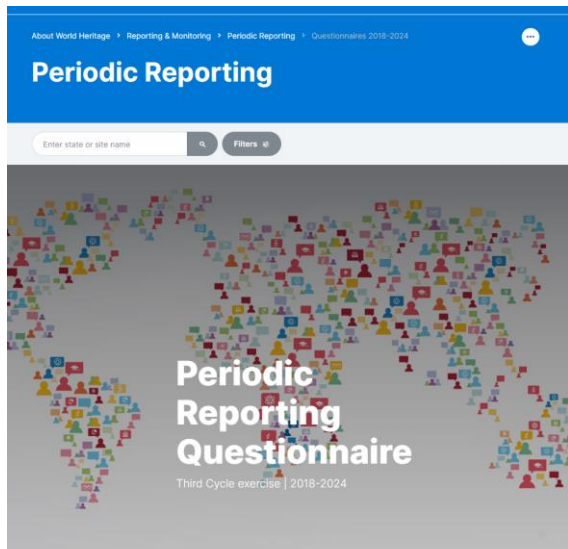 About World Heritage > Reporting & Monitoring > Periodic Reporting > Questionnaires 2018-2024
Periodic Reporting
Enter state or site name
Filters
Periodic
Reporting
Questionnaire
Third Cycle exercise | 2018-2024